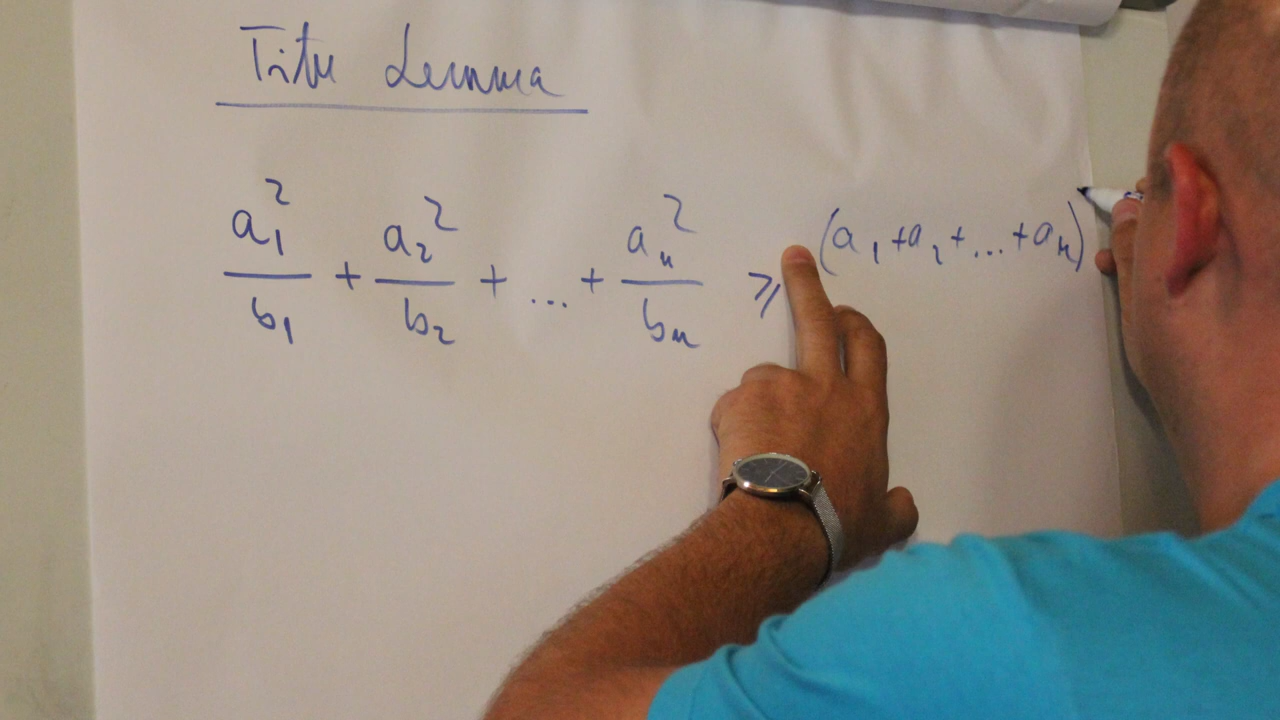 Titu Lemma
a₁²/b₁ + a₂²/b₂ + ... + aₙ²/bₙ ⩾ (a₁+a₂+...+aₙ)